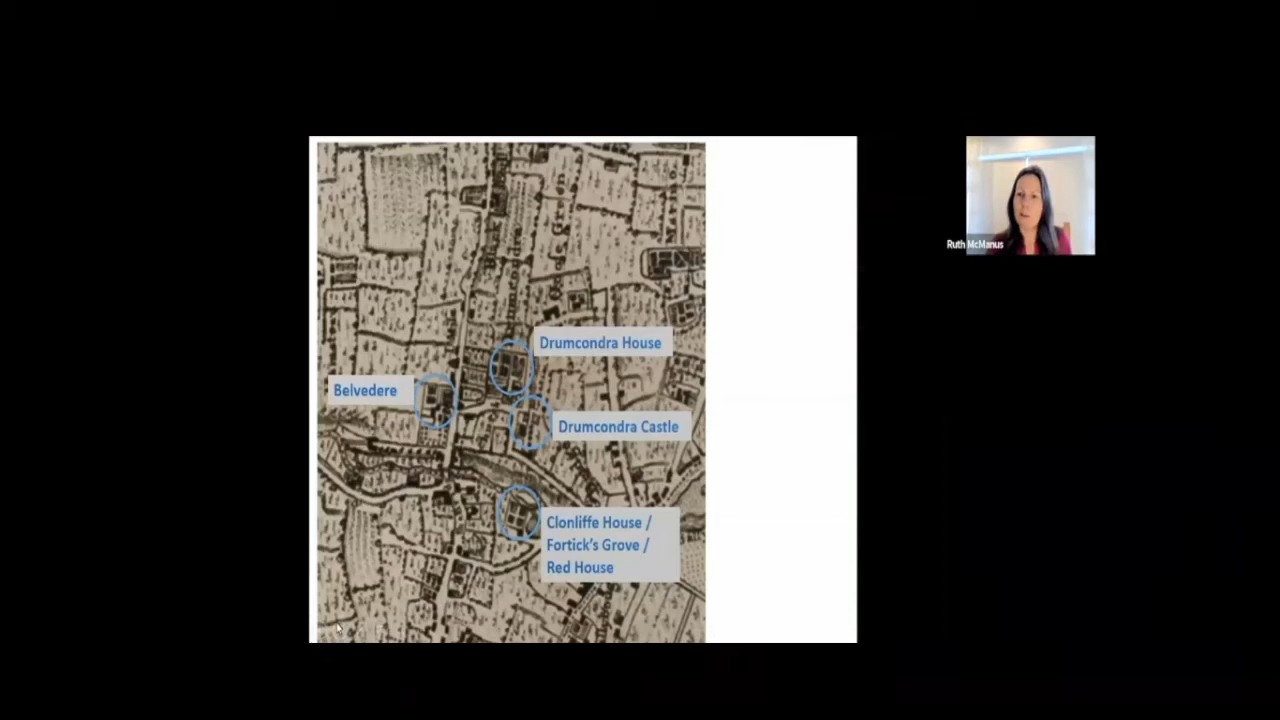 Drumcondra House
Belvedere
Drumcondra Castle
Clonliffe House /
Fortick's Grove /
Red House
Ruth McManus